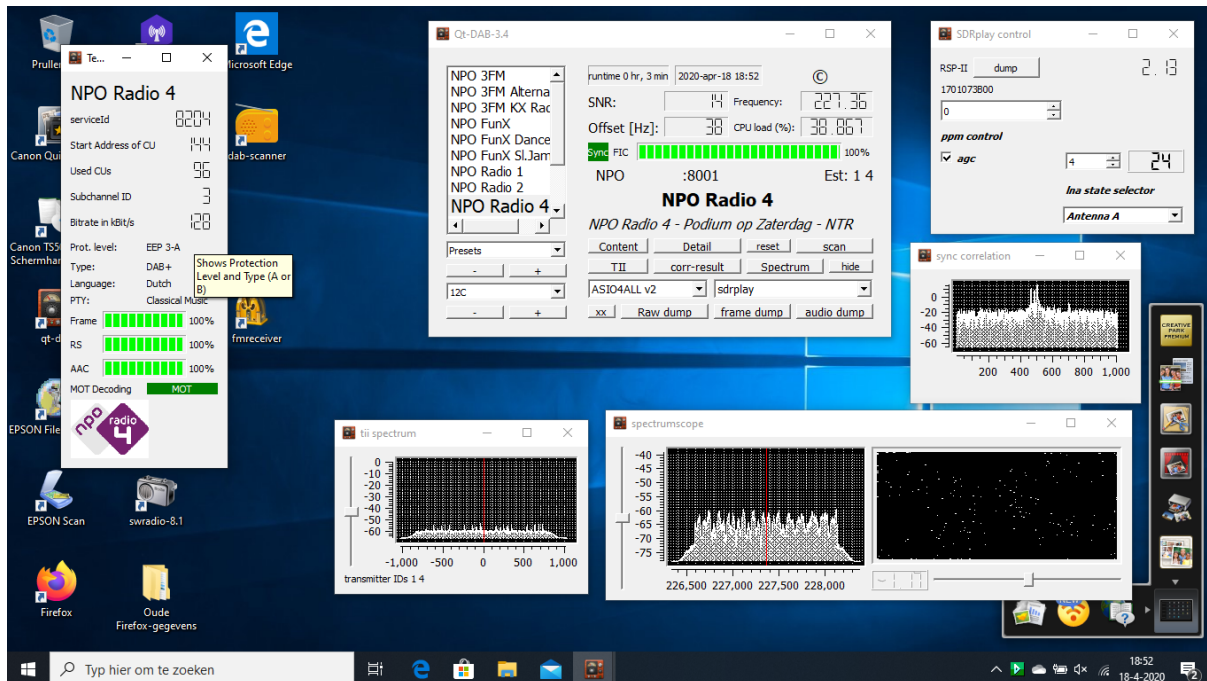 Pruller
Microsoft Edge
Canon Qui
dab-scanner
Canon TS5
Schermhar
qt-d
fmreceiver
EPSON File
EPSON Scan
swradio-8.1
Firefox
Oude
Firefox-gegevens
Te...
NPO Radio 4
serviceId 8204
Start Address of
CU 144
Used CUs 96
Subchannel ID 3
Bitrate in kBit/s 128
Prot. level: EEP 3-A
Type: DAB+
Language: Dutch
PTY: Classical Music
Frame 100%
RS 100%
AAC 100%
MOT Decoding MOT
npo radio 4
Shows Protection
Level and Type (A or
B)
Qt-DAB-3.4
NPO 3FM
NPO 3FM Alterna
NPO 3FM KX Rac
NPO FunX
NPO FunX Dance
NPO FunX Sl.Jam
NPO Radio 1
NPO Radio 2
NPO Radio 4
Presets
- +
12C
- +
runtime 0 hr, 3 min 2020-apr-18 18:52 ©
SNR: 14 Frequency: 227.36
Offset [Hz]: 38 CPU load (%): 38.867
Sync FIC 100%
NPO :8001 Est: 1 4
NPO Radio 4
NPO Radio 4 - Podium op Zaterdag - NTR
Content Detail reset scan
TII corr-result Spectrum hide
ASIO4ALL v2 sdrplay
xx Raw dump frame dump audio dump
SDRplay control
RSP-II dump 2.13
1701073B00
0
ppm control
agc 4 24
lna state selector
Antenna A
sync correlation
0
-20
-40
-60
200 400 600 800 1,000
tii spectrum
0
-10
-20
-30
-40
-50
-60
-1,000 -500 0 500 1,000
transmitter IDs 1 4
spectrumscope
-40
-45
-50
-55
-60
-65
-70
-75
226,500 227,000 227,500 228,000
CREATIVE
PARK
PREMIUM
NEW
Typ hier om te zoeken
18:52
18-4-2020
2